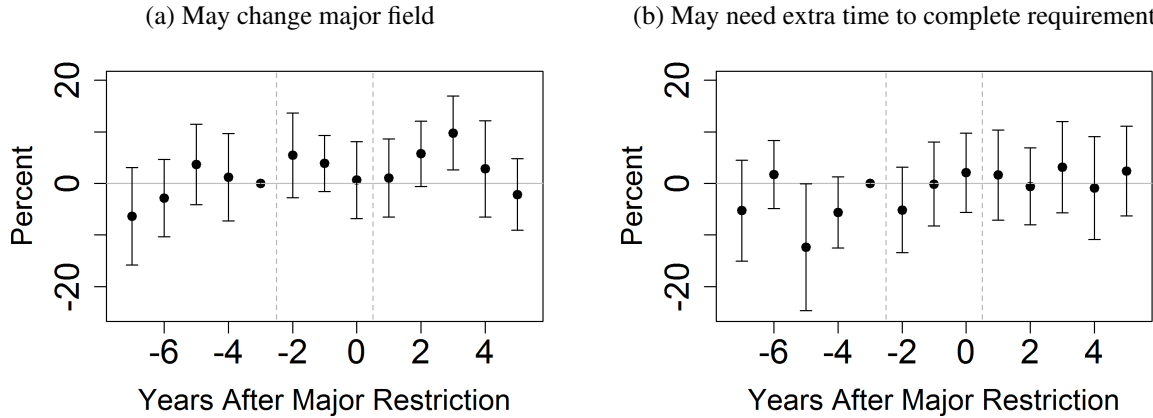 (a) May change major field
(b) May need extra time to complete requirement
20
0
-20
Percent
-6 -4 -2 0 2 4
Years After Major Restriction
20
0
-20
Percent
-6 -4 -2 0 2 4
Years After Major Restriction